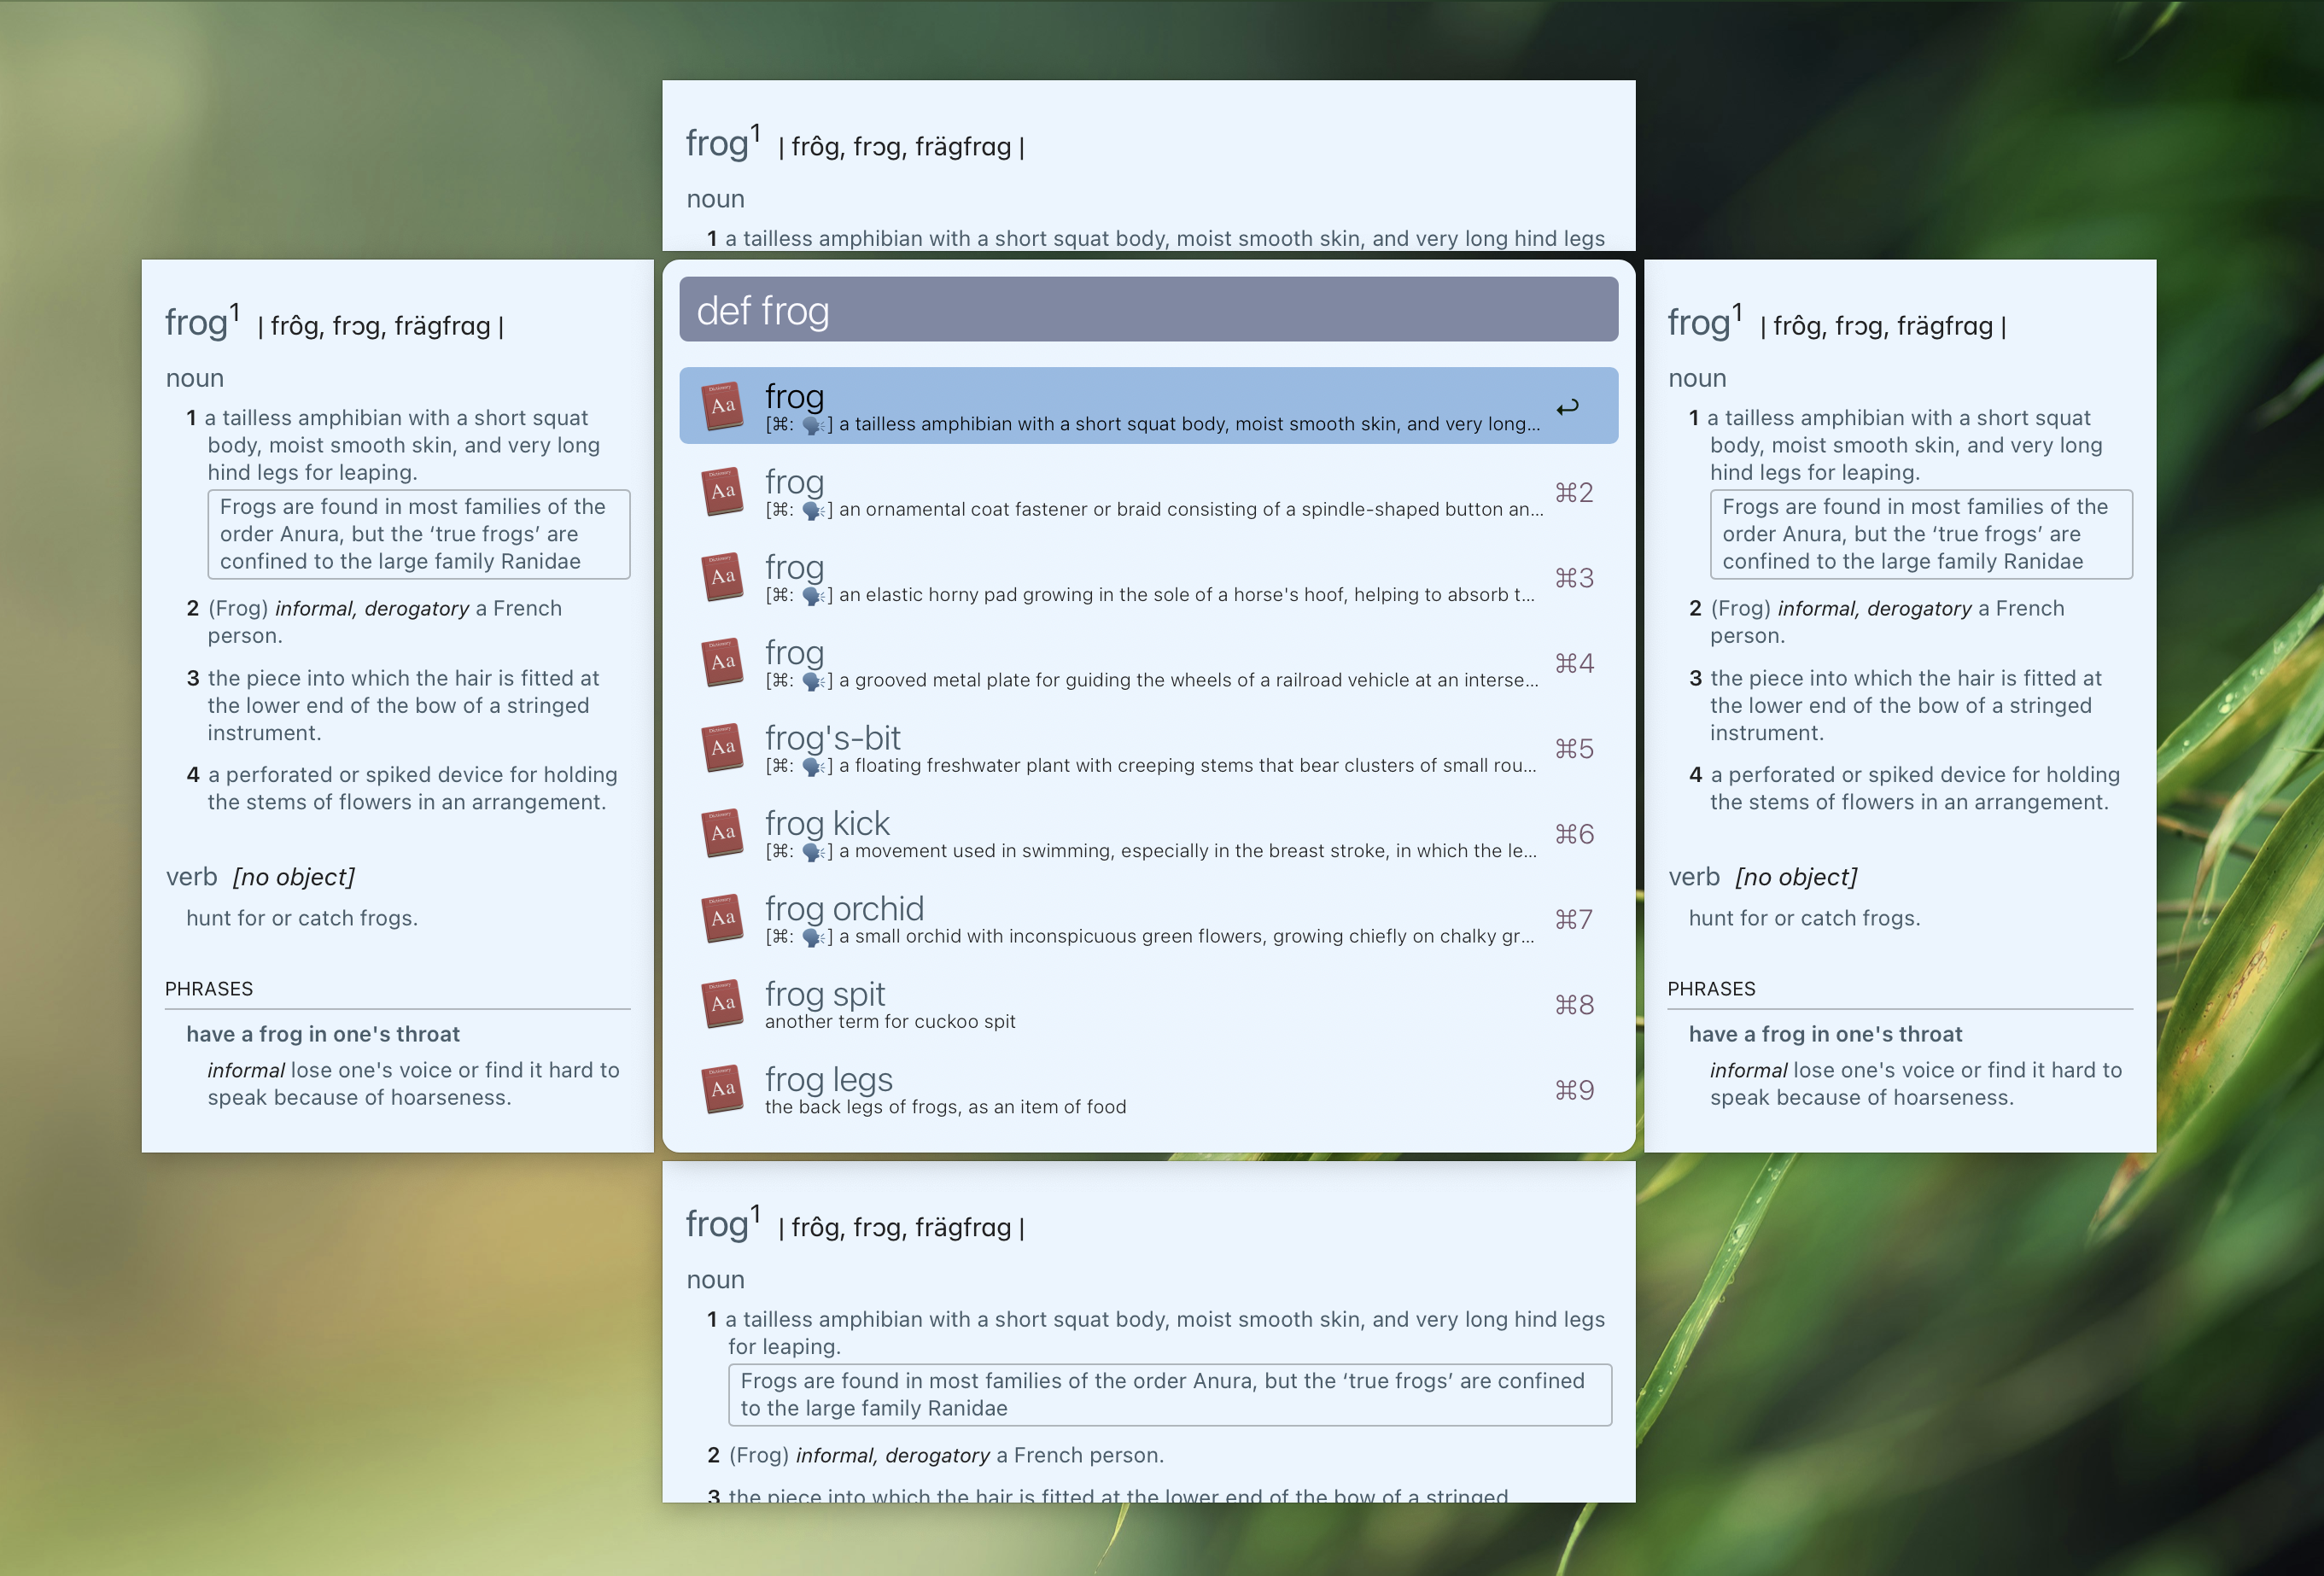 frog1 | frôg, frɔg, frägfrɑg |
noun
1 a tailless amphibian with a short squat body, moist smooth skin, and very long hind legs
frog1 | frôg, frɔg, frägfrɑg |
noun
1 a tailless amphibian with a short squat
body, moist smooth skin, and very long
hind legs for leaping.
Frogs are found in most families of the
order Anura, but the ‘true frogs’ are
confined to the large family Ranidae
2 (Frog) informal, derogatory a French
person.
3 the piece into which the hair is fitted at
the lower end of the bow of a stringed
instrument.
4 a perforated or spiked device for holding
the stems of flowers in an arrangement.
verb [no object]
hunt for or catch frogs.
PHRASES
have a frog in one's throat
informal lose one's voice or find it hard to
speak because of hoarseness.
def frog
Dictionary
Aa
frog
[⌘: 🗣] a tailless amphibian with a short squat body, moist smooth skin, and very long...
Dictionary
Aa
frog
⌘2
[⌘: 🗣] an ornamental coat fastener or braid consisting of a spindle-shaped button an...
Dictionary
Aa
frog
⌘3
[⌘: 🗣] an elastic horny pad growing in the sole of a horse's hoof, helping to absorb t...
Dictionary
Aa
frog
⌘4
[⌘: 🗣] a grooved metal plate for guiding the wheels of a railroad vehicle at an interse...
Dictionary
Aa
frog's-bit
⌘5
[⌘: 🗣] a floating freshwater plant with creeping stems that bear clusters of small rou...
Dictionary
Aa
frog kick
⌘6
[⌘: 🗣] a movement used in swimming, especially in the breast stroke, in which the le...
Dictionary
Aa
frog orchid
⌘7
[⌘: 🗣] a small orchid with inconspicuous green flowers, growing chiefly on chalky gr...
Dictionary
Aa
frog spit
⌘8
another term for cuckoo spit
Dictionary
Aa
frog legs
⌘9
the back legs of frogs, as an item of food
frog1 | frôg, frɔg, frägfrɑg |
noun
1 a tailless amphibian with a short squat
body, moist smooth skin, and very long
hind legs for leaping.
Frogs are found in most families of the
order Anura, but the ‘true frogs’ are
confined to the large family Ranidae
2 (Frog) informal, derogatory a French
person.
3 the piece into which the hair is fitted at
the lower end of the bow of a stringed
instrument.
4 a perforated or spiked device for holding
the stems of flowers in an arrangement.
verb [no object]
hunt for or catch frogs.
PHRASES
have a frog in one's throat
informal lose one's voice or find it hard to
speak because of hoarseness.
frog1 | frôg, frɔg, frägfrɑg |
noun
1 a tailless amphibian with a short squat body, moist smooth skin, and very long hind legs
for leaping.
Frogs are found in most families of the order Anura, but the ‘true frogs’ are confined
to the large family Ranidae
2 (Frog) informal, derogatory a French person.
3 the piece into which the hair is fitted at the lower end of the bow of a stringed